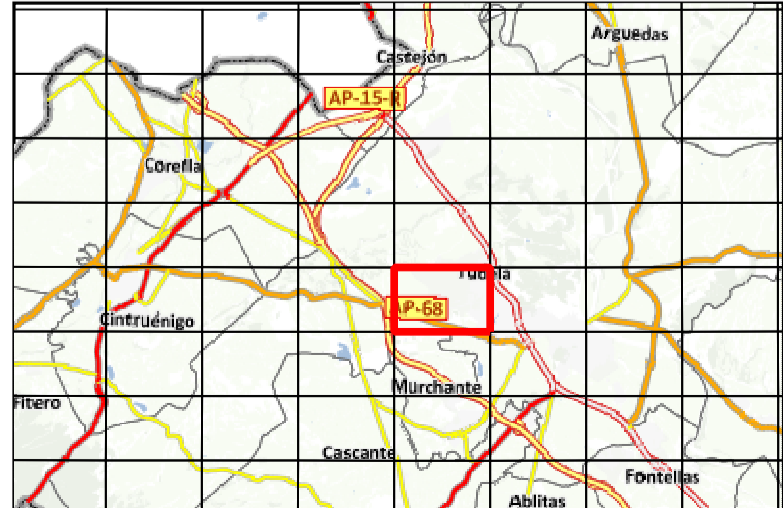 Arguedas
Castejón
AP-15-R
Corella
Tudela
AP-68
Cintruénigo
Murchante
Fitero
Cascante
Fontellas
Ablitas